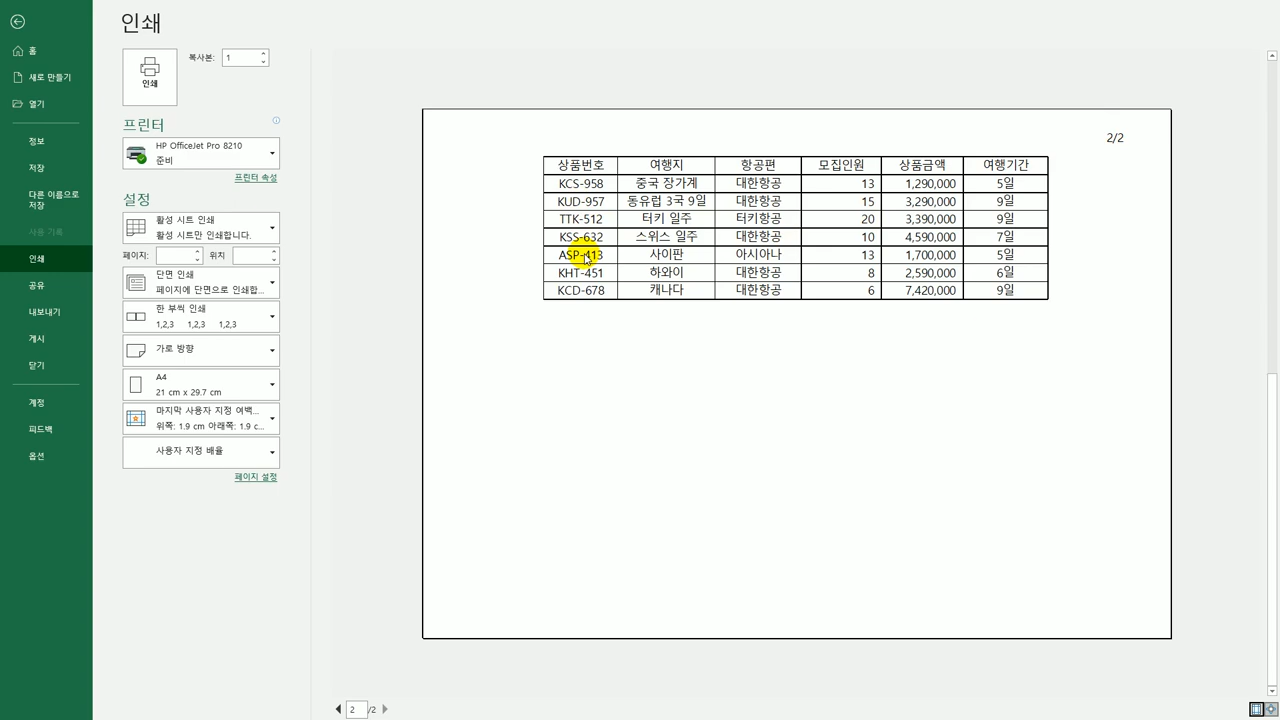 인쇄
홈
새로 만들기
열기
정보
저장
다른 이름으로
저장
사용 기록
인쇄
공유
내보내기
게시
닫기
계정
피드백
옵션
인쇄
복사본: 1
프린터
HP OfficeJet Pro 8210
준비
프린터 속성
설정
활성 시트 인쇄
활성 시트만 인쇄합니다.
페이지: 위치
단면 인쇄
페이지에 단면으로 인쇄합...
한 부씩 인쇄
1,2,3 1,2,3 1,2,3
가로 방향
A4
21 cm x 29.7 cm
마지막 사용자 지정 여백...
위쪽: 1.9 cm 아래쪽: 1.9 c...
사용자 지정 배율
페이지 설정
2/2
상품번호 여행지 항공편 모집인원 상품금액 여행기간
KCS-958 중국 장가계 대한항공 13 1,290,000 5일
KUD-957 동유럽 3국 9일 대한항공 15 3,290,000 9일
TTK-512 터키 일주 터키항공 20 3,390,000 9일
KSS-632 스위스 일주 대한항공 10 4,590,000 7일
ASP-413 사이판 아시아나 13 1,700,000 5일
KHT-451 하와이 대한항공 8 2,590,000 6일
KCD-678 캐나다 대한항공 6 7,420,000 9일
2 /2